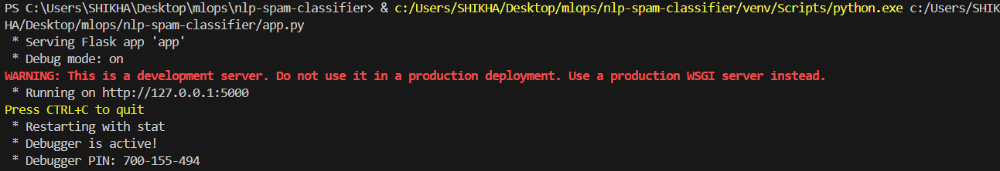 PS C:\Users\SHIKHA\Desktop\mlops\nlp-spam-classifier> & c:/Users/SHIKHA/Desktop/mlops/nlp-spam-classifier/venv/Scripts/python.exe c:/Users/SHIK
HA/Desktop/mlops/nlp-spam-classifier/app.py
 * Serving Flask app 'app'
 * Debug mode: on
WARNING: This is a development server. Do not use it in a production deployment. Use a production WSGI server instead.
 * Running on http://127.0.0.1:5000
Press CTRL+C to quit
 * Restarting with stat
 * Debugger is active!
 * Debugger PIN: 700-155-494